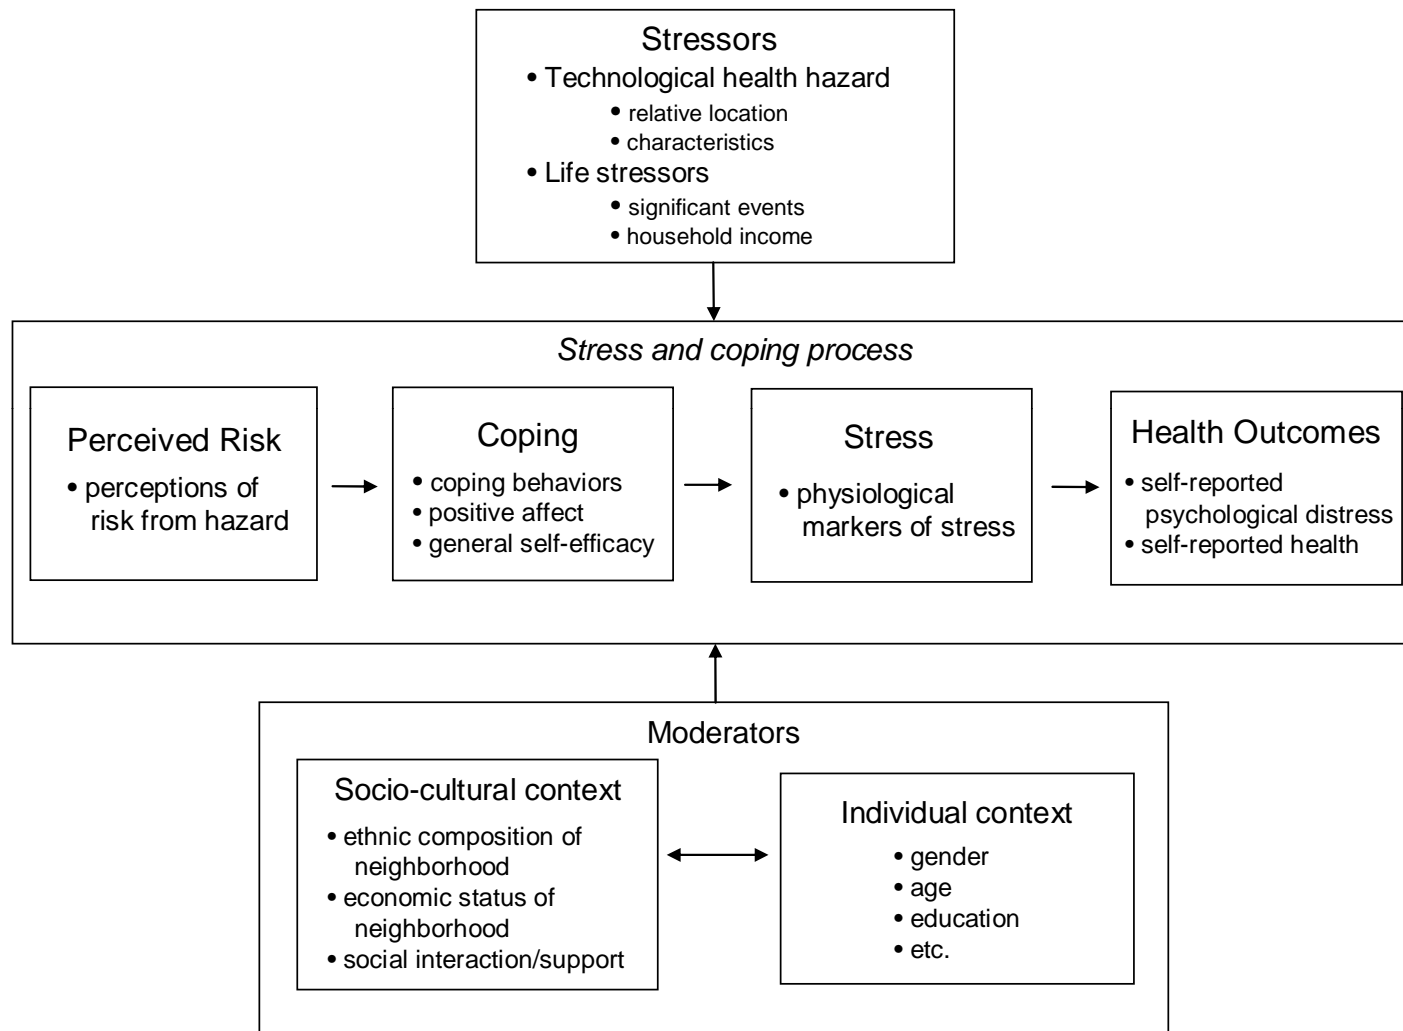 Stressors
• Technological health hazard
• relative location
• characteristics
• Life stressors
• significant events
• household income
Stress and coping process
Perceived Risk
• perceptions of
risk from hazard
Coping
• coping behaviors
• positive affect
• general self-efficacy
Stress
• physiological
markers of stress
Health Outcomes
• self-reported
psychological distress
• self-reported health
Moderators
Socio-cultural context
• ethnic composition of
neighborhood
• economic status of
neighborhood
• social interaction/support
Individual context
• gender
• age
• education
• etc.